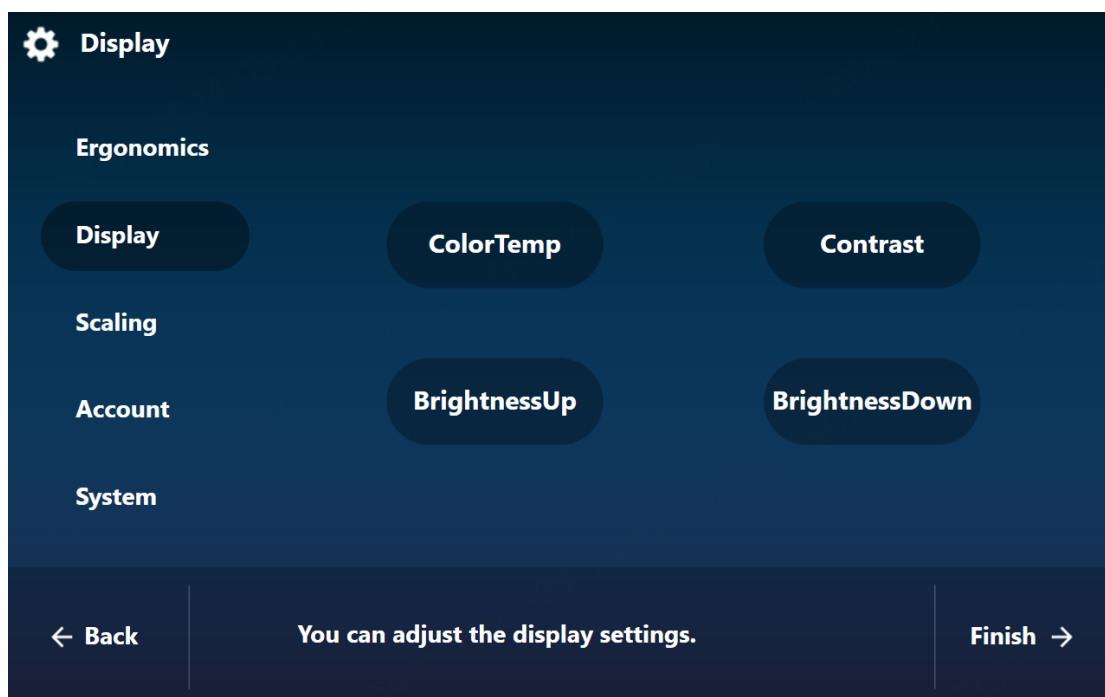 Display
Ergonomics
Display
ColorTemp
Contrast
Scaling
Account
BrightnessUp
BrightnessDown
System
Back
You can adjust the display settings.
Finish